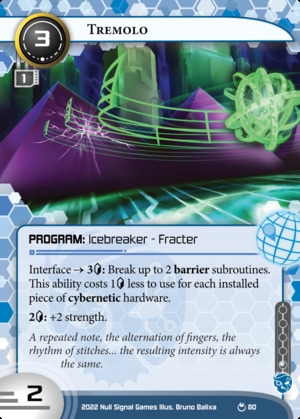 Tremolo
3
1
PROGRAM: Icebreaker - Fracter
Interface → 3: Break up to 2 barrier subroutines.
This ability costs 1 less to use for each installed
piece of cybernetic hardware.
2: +2 strength.
A repeated note, the alternation of fingers, the
rhythm of stitches... the resulting intensity is always
the same.
2
2022 Null Signal Games Illus. Bruno Balixa
80